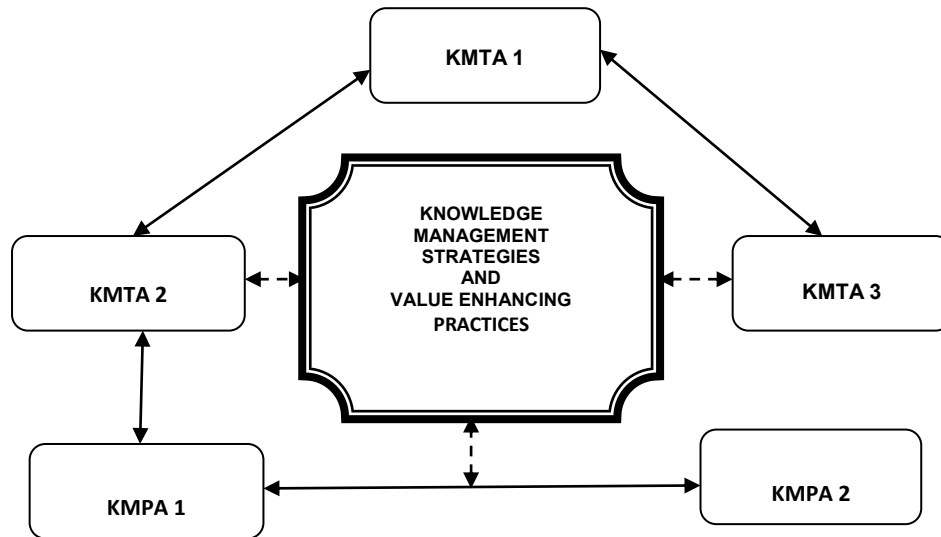 KMTA 1
KNOWLEDGE
MANAGEMENT
STRATEGIES
AND
VALUE ENHANCING
PRACTICES
KMTA 2
KMTA 3
KMPA 1
KMPA 2